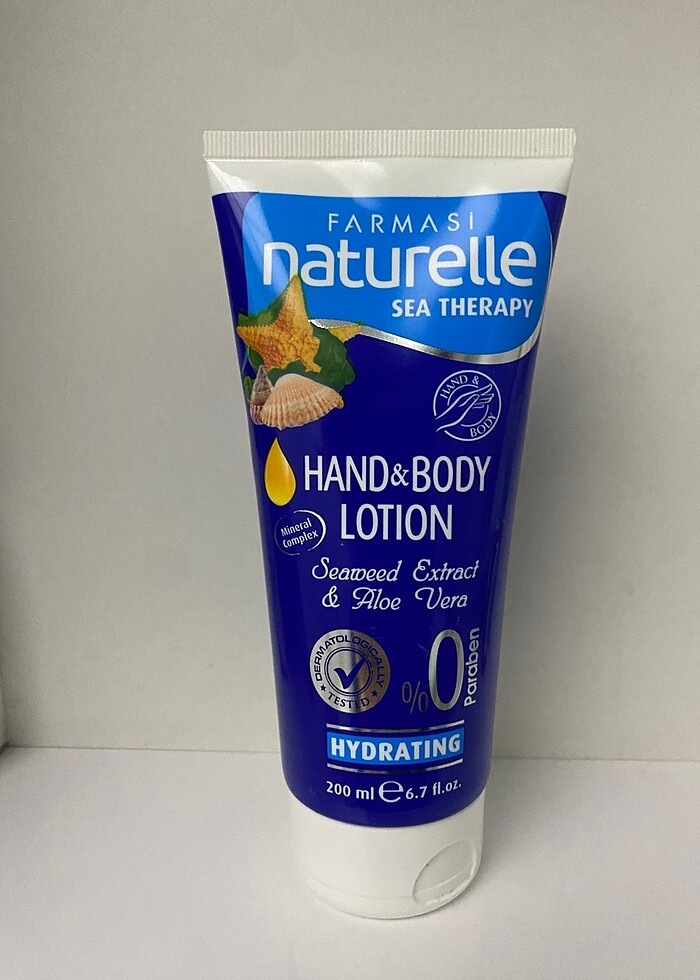 FARMASi
naturelle
SEA THERAPY
HAND &
BODY
HAND&BODY
LOTION
Mineral
Complex
Seaweed Extract
& Aloe Vera
DERMATOLOGICALLY
TESTED
%0
Paraben
HYDRATING
200 ml e 6.7 fl.oz.